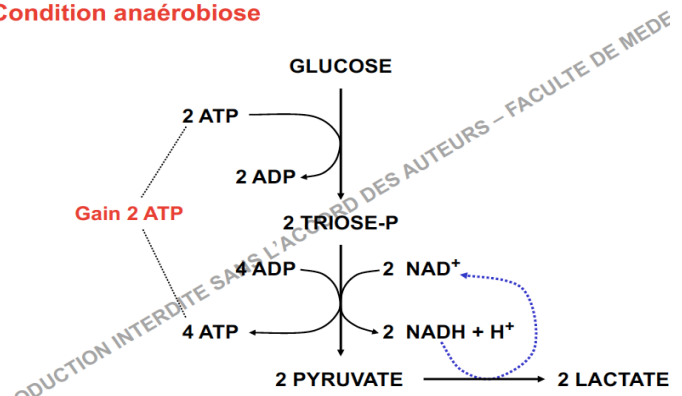 Condition anaérobiose
GLUCOSE
2 ATP
2 ADP
Gain 2 ATP
2 TRIOSE-P
4 ADP
2 NAD⁺
4 ATP
2 NADH + H⁺
2 PYRUVATE
2 LACTATE
ODUCTION INTERDITE SANS L'ACCORD DES AUTEURS – FACULTE DE MEDE